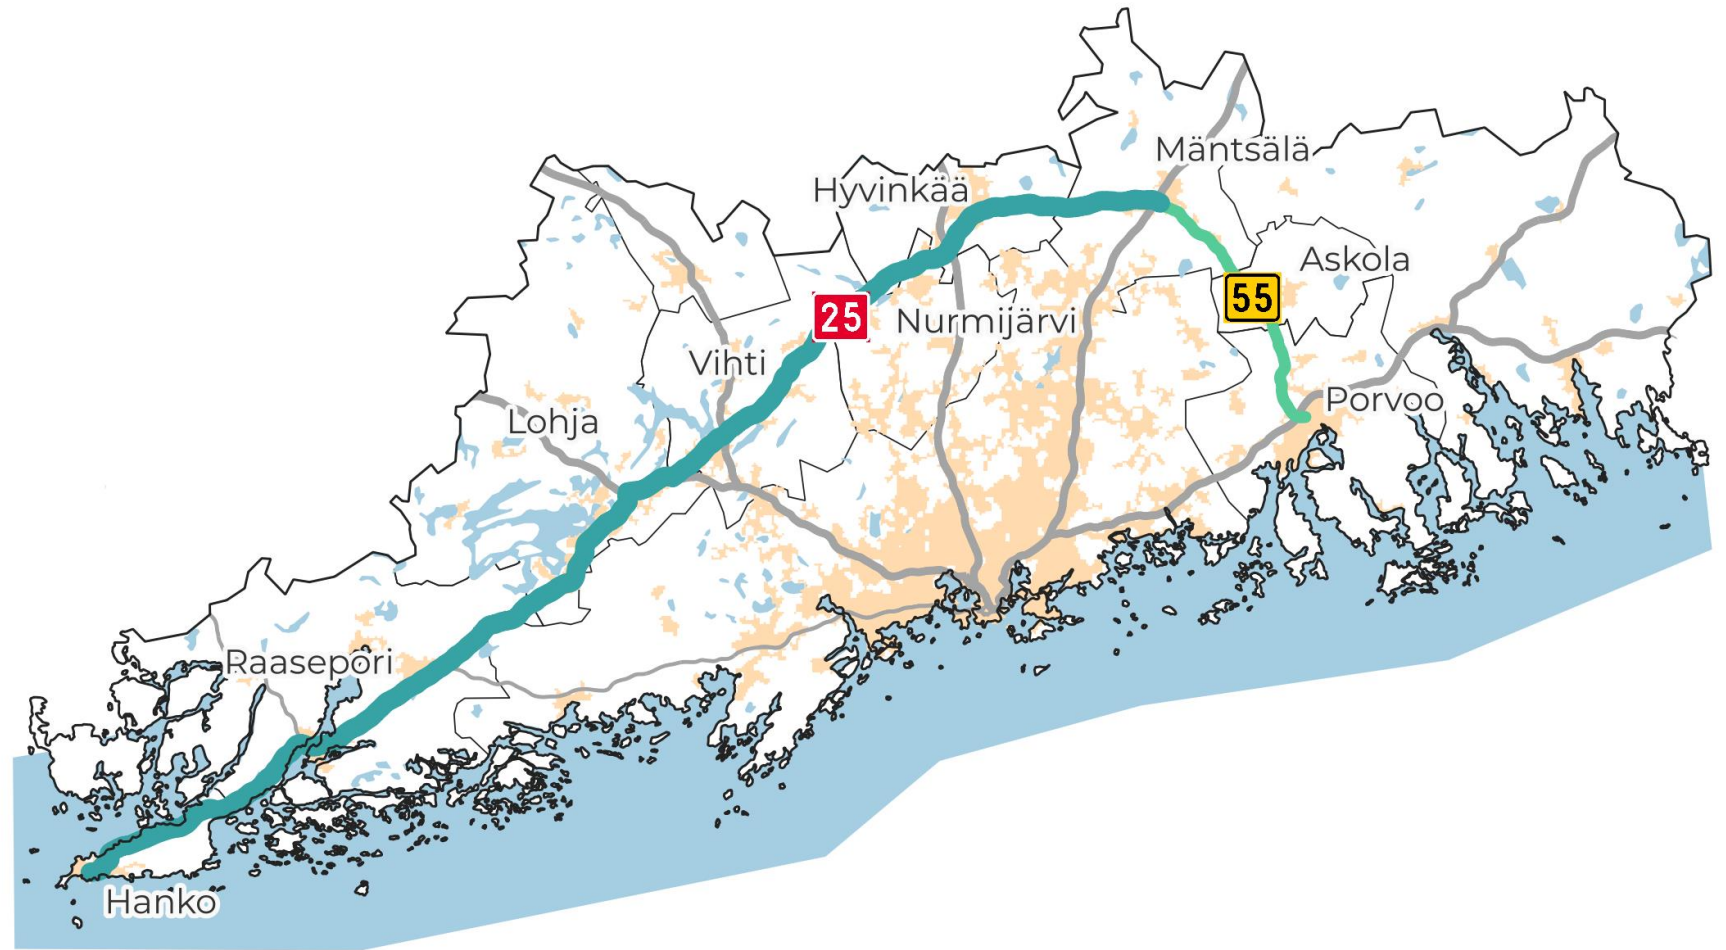 Mäntsälä
Hyvinkää
Askola
55
25
Nurmijärvi
Vihti
Porvoo
Lohja
Raasepori
Hanko